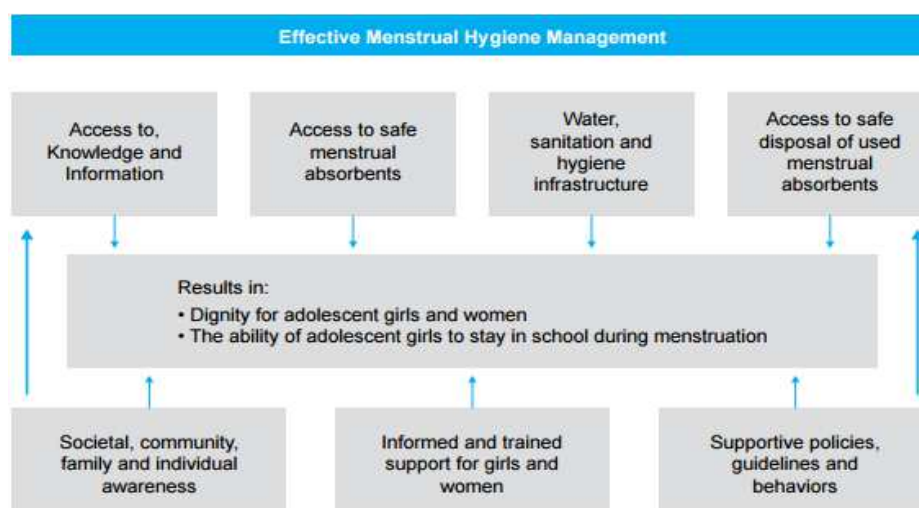 Effective Menstrual Hygiene Management
Access to,
Knowledge and
Information
Access to safe
menstrual
absorbents
Water,
sanitation and
hygiene
infrastructure
Access to safe
disposal of used
menstrual
absorbents
Results in:
• Dignity for adolescent girls and women
• The ability of adolescent girls to stay in school during menstruation
Societal, community,
family and individual
awareness
Informed and trained
support for girls and
women
Supportive policies,
guidelines and
behaviors